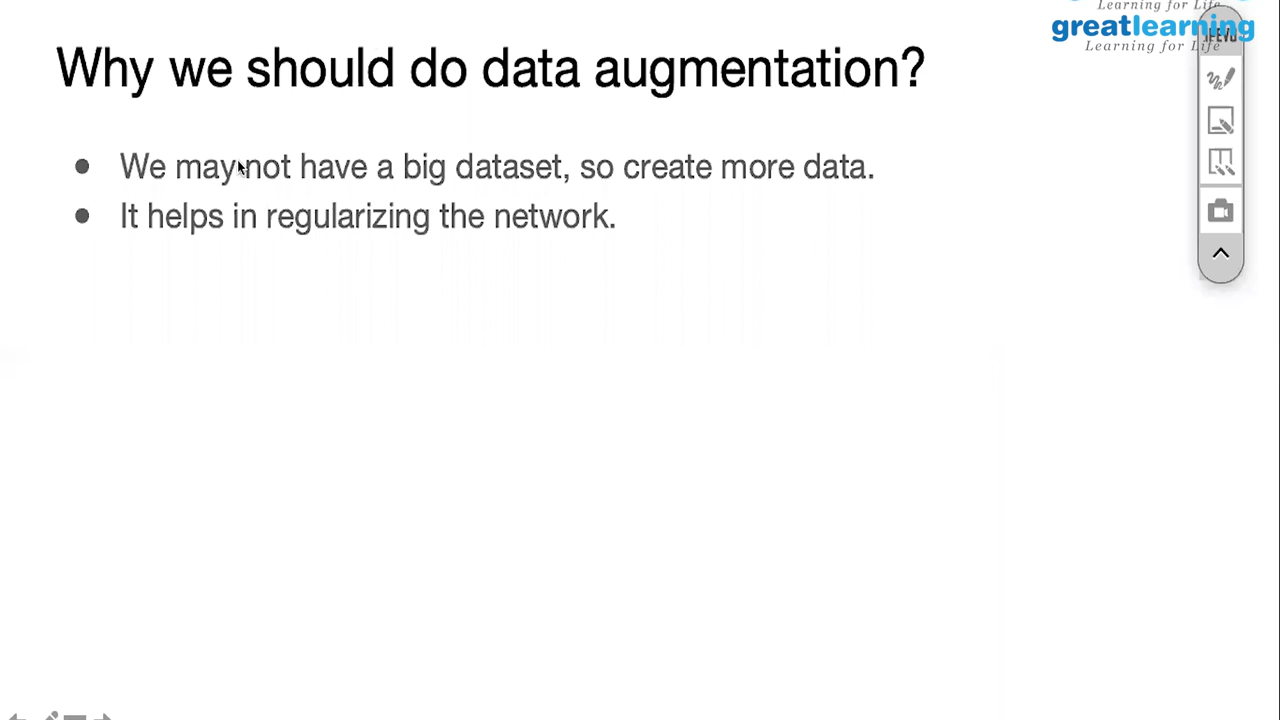 Learning for Life
greatlearning
Learning for Life
Why we should do data augmentation?
We may not have a big dataset, so create more data.
It helps in regularizing the network.